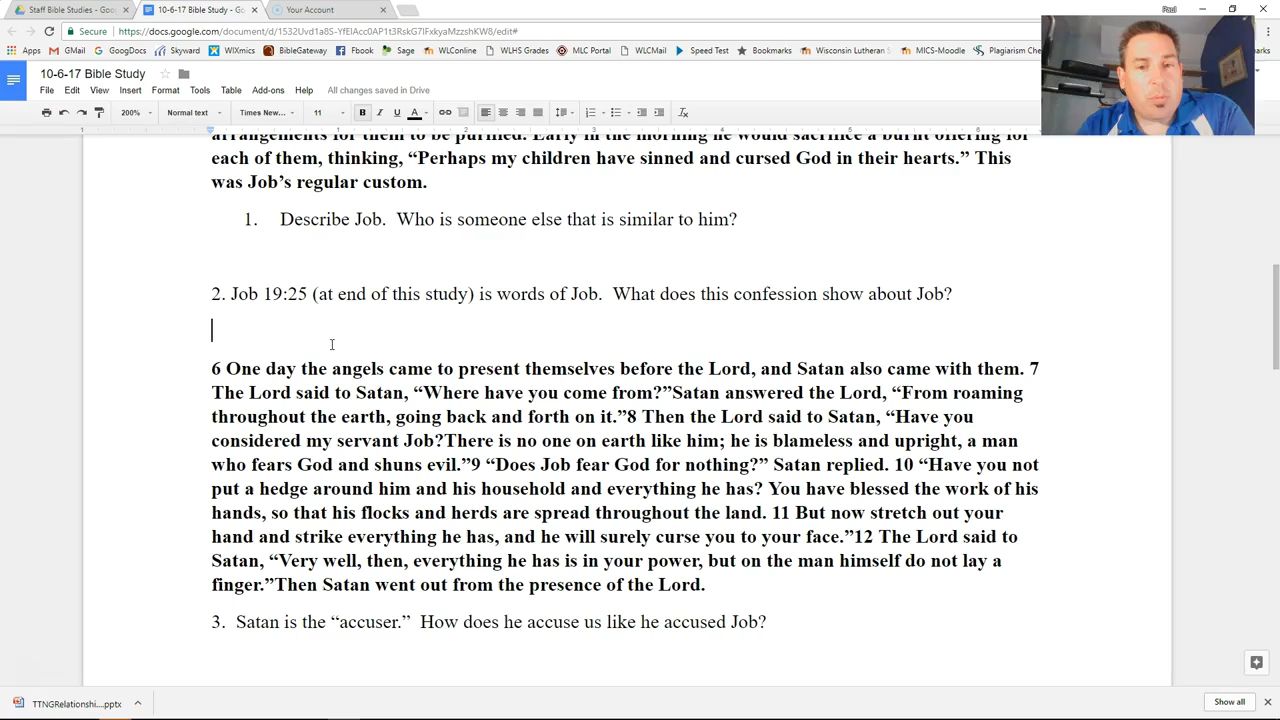 Staff Bible Studies - Goo
10-6-17 Bible Study - Go
Your Account
Paul
Secure
https://docs.google.com/document/d/1532Uvd1a8S-YfEIAcc0AP1t3RskG7lFxkyaMzzshKW8/edit#
Apps GMail GoogleDocs Skyward WIXmics BibleGateway Fbook Sage WLConline WLHS Grades MLC Portal WLCMail Speed Test Bookmarks Wisconsin Lutheran S MICS-Moodle Plagiarism Che
10-6-17 Bible Study
File Edit View Insert Format Tools Table Add-ons Help All changes saved in Drive
200% Normal text Times New... 11 B I U A
arrangements for them to be purified. Early in the morning he would sacrifice a burnt offering for
each of them, thinking, “Perhaps my children have sinned and cursed God in their hearts.” This
was Job’s regular custom.
1. Describe Job. Who is someone else that is similar to him?
2. Job 19:25 (at end of this study) is words of Job. What does this confession show about Job?
6 One day the angels came to present themselves before the Lord, and Satan also came with them. 7
The Lord said to Satan, “Where have you come from?”Satan answered the Lord, “From roaming
throughout the earth, going back and forth on it.”8 Then the Lord said to Satan, “Have you
considered my servant Job?There is no one on earth like him; he is blameless and upright, a man
who fears God and shuns evil.”9 “Does Job fear God for nothing?” Satan replied. 10 “Have you not
put a hedge around him and his household and everything he has? You have blessed the work of his
hands, so that his flocks and herds are spread throughout the land. 11 But now stretch out your
hand and strike everything he has, and he will surely curse you to your face.”12 The Lord said to
Satan, “Very well, then, everything he has is in your power, but on the man himself do not lay a
finger.”Then Satan went out from the presence of the Lord.
3. Satan is the “accuser.” How does he accuse us like he accused Job?
TTNGRelationshi....pptx
Show all